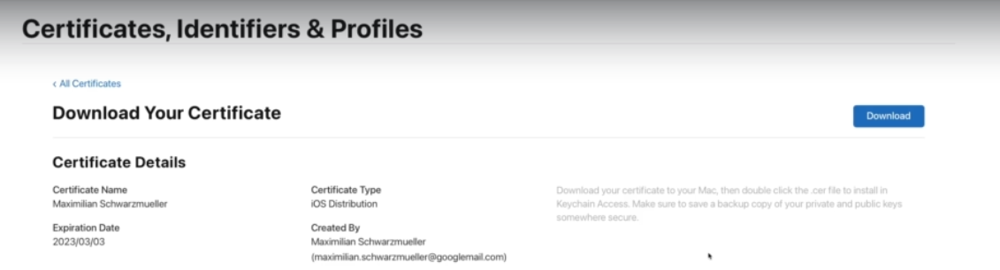 Certificates, Identifiers & Profiles
‹ All Certificates
Download Your Certificate
Download
Certificate Details
Certificate Name
Maximilian Schwarzmueller
Certificate Type
iOS Distribution
Download your certificate to your Mac, then double click the .cer file to install in
Keychain Access. Make sure to save a backup copy of your private and public keys
somewhere secure.
Expiration Date
2023/03/03
Created By
Maximilian Schwarzmueller
(maximilian.schwarzmueller@googlemail.com)